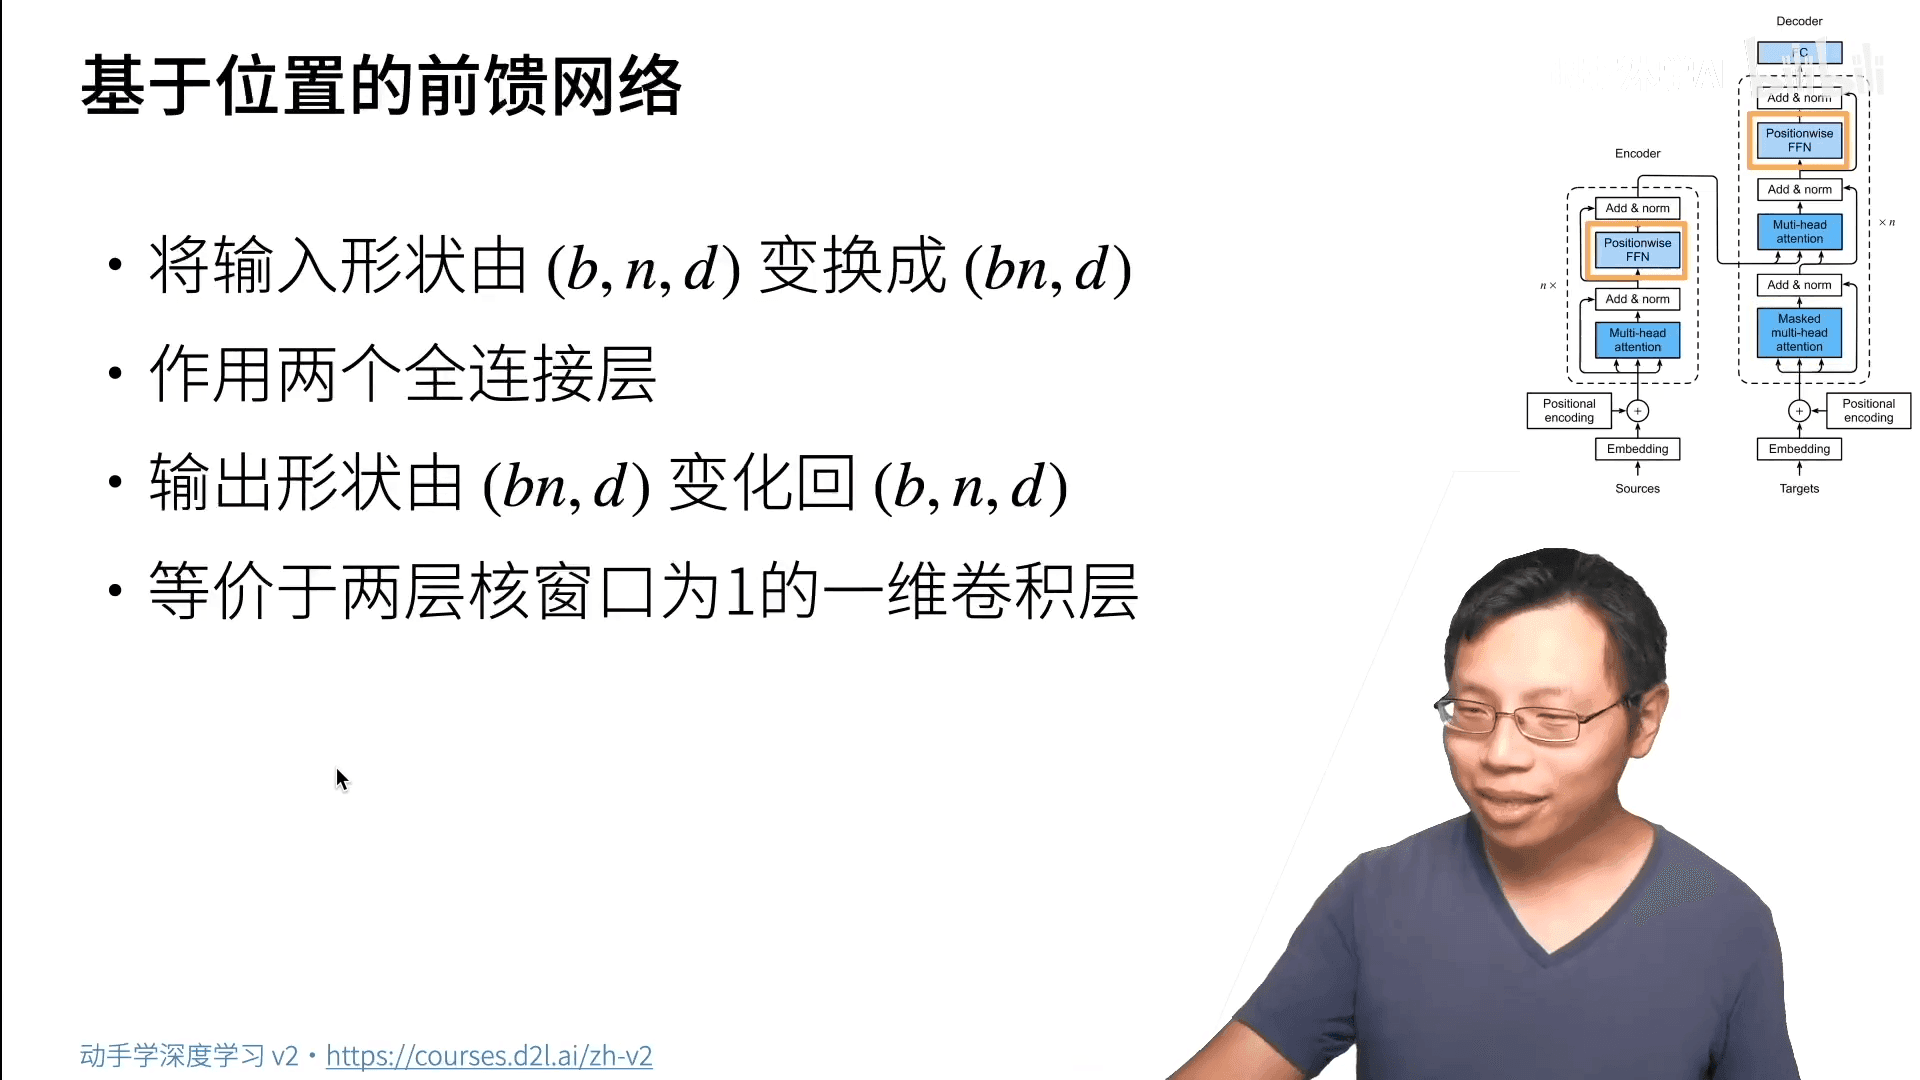 基于位置的前馈网络
• 将输入形状由 (b, n, d) 变换成 (bn, d)
• 作用两个全连接层
• 输出形状由 (bn, d) 变化回 (b, n, d)
• 等价于两层核窗口为1的一维卷积层
Decoder
FC
Add & norm
Positionwise
FFN
Add & norm
Muti-head
attention
× n
Add & norm
Masked
multi-head
attention
Positional
encoding
Embedding
Targets
Encoder
Add & norm
Positionwise
FFN
n ×
Add & norm
Multi-head
attention
Positional
encoding
Embedding
Sources
动手学深度学习 v2 • https://courses.d2l.ai/zh-v2